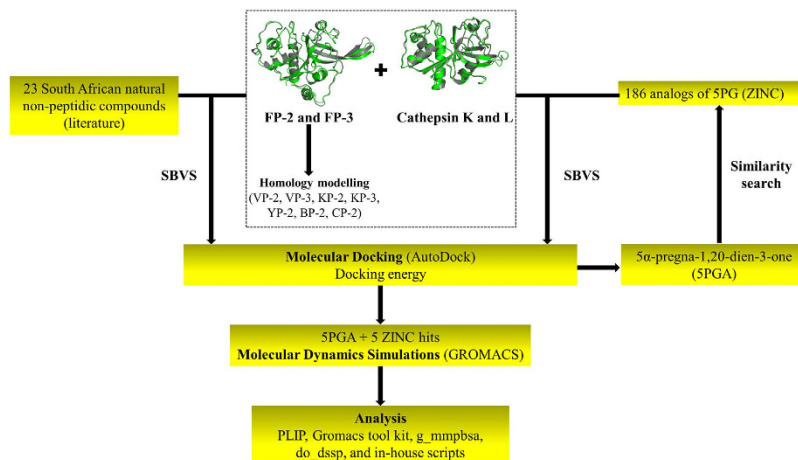 23 South African natural
non-peptidic compounds
(literature)
+
FP-2 and FP-3
Cathepsin K and L
186 analogs of 5PG (ZINC)
SBVS
Homology modelling
(VP-2, VP-3, KP-2, KP-3,
YP-2, BP-2, CP-2)
SBVS
Similarity
search
Molecular Docking (AutoDock)
Docking energy
5α-pregna-1,20-dien-3-one
(5PGA)
5PGA + 5 ZINC hits
Molecular Dynamics Simulations (GROMACS)
Analysis
PLIP, Gromacs tool kit, g_mmpbsa,
do_dssp, and in-house scripts